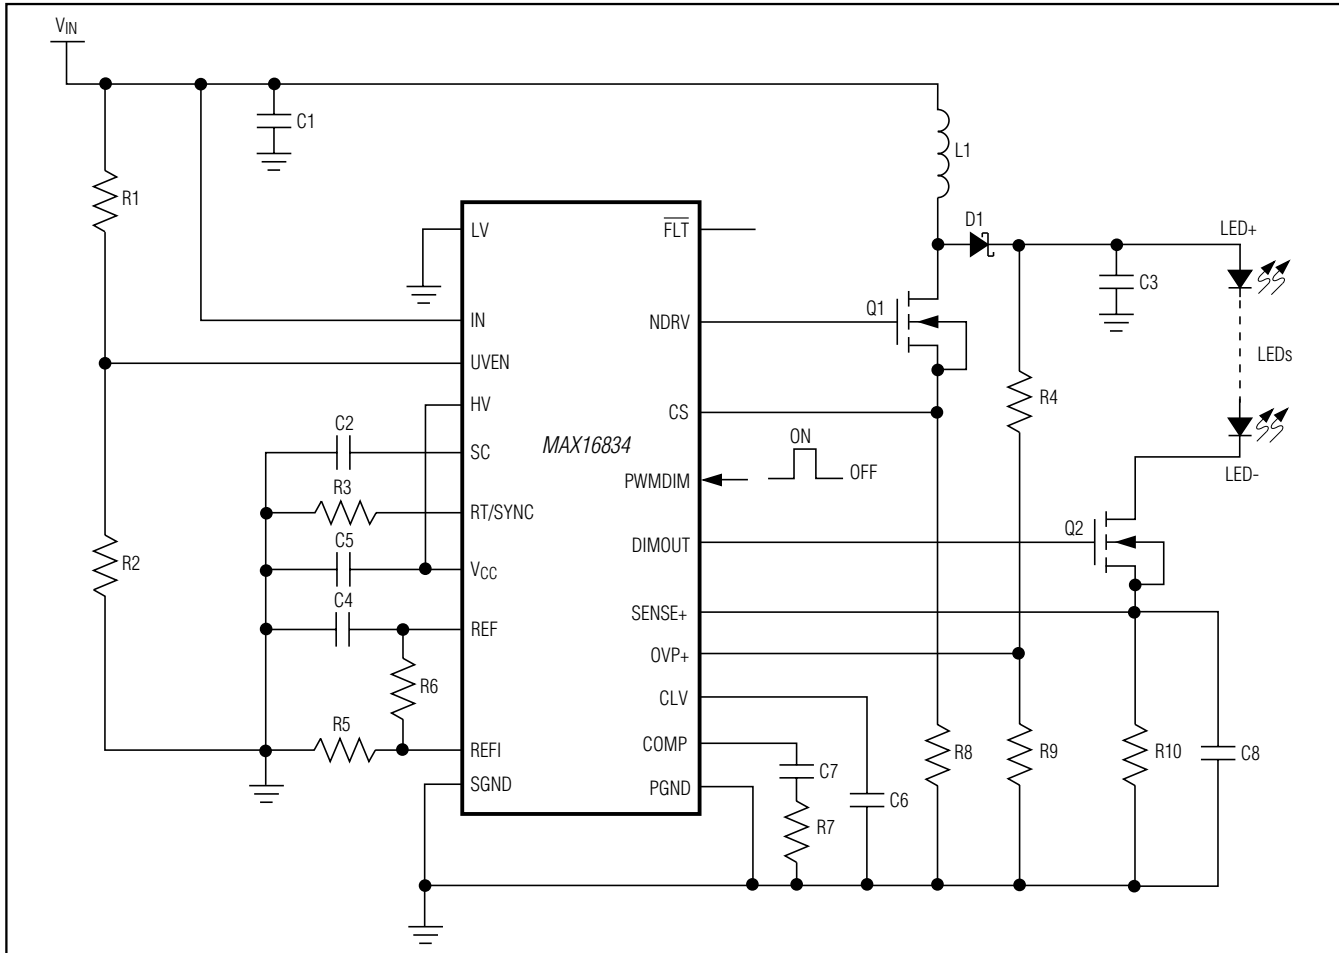 VIN
C1
L1
R1
LV
FLT
D1
LED+
C3
Q1
IN
NDRV
LEDs
UVEN
R4
HV
CS
C2
ON
SC
MAX16834
OFF
PWMDIM
LED-
R3
RT/SYNC
Q2
C5
DIMOUT
R2
VCC
C4
SENSE+
REF
OVP+
R6
CLV
R5
COMP
REFI
R8
R9
R10
C8
C7
SGND
PGND
C6
R7